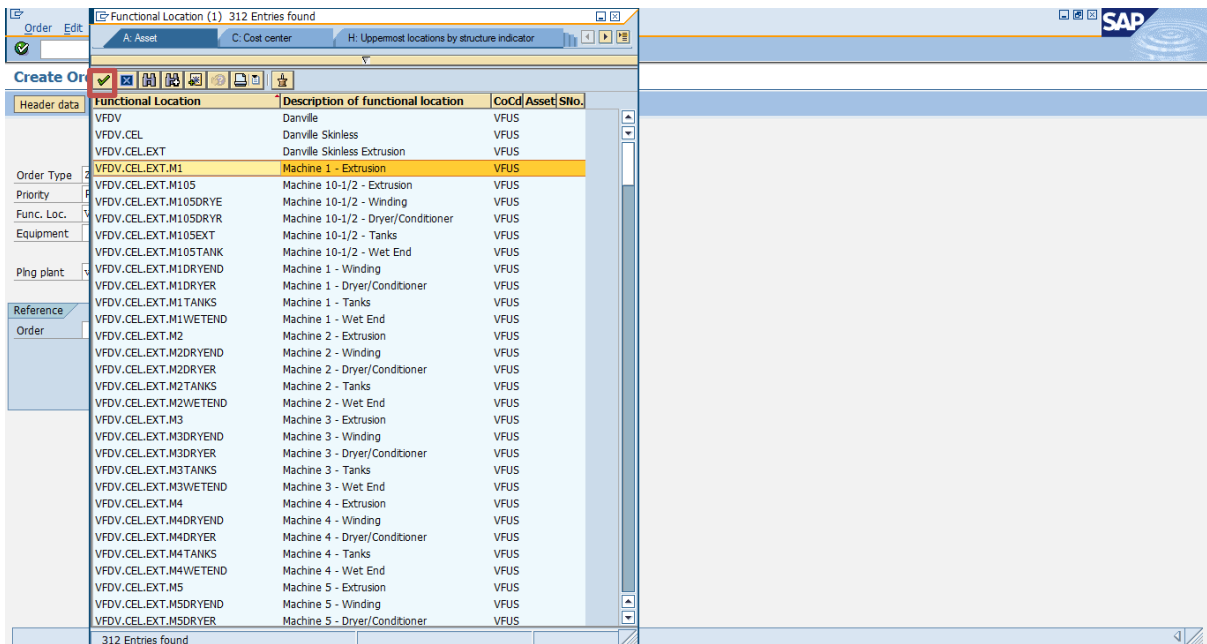 Functional Location (1) 312 Entries found
Order Edit
SAP
A: Asset C: Cost center H: Uppermost locations by structure indicator
Create Or
Header data
Functional Location Description of functional location CoCd Asset SNo.
VFDV Danville VFUS
VFDV.CEL Danville Skinless VFUS
VFDV.CEL.EXT Danville Skinless Extrusion VFUS
VFDV.CEL.EXT.M1 Machine 1 - Extrusion VFUS
VFDV.CEL.EXT.M105 Machine 10-1/2 - Extrusion VFUS
VFDV.CEL.EXT.M105DRYE Machine 10-1/2 - Winding VFUS
VFDV.CEL.EXT.M105DRYR Machine 10-1/2 - Dryer/Conditioner VFUS
VFDV.CEL.EXT.M105EXT Machine 10-1/2 - Tanks VFUS
VFDV.CEL.EXT.M105TANK Machine 10-1/2 - Wet End VFUS
VFDV.CEL.EXT.M1DRYEND Machine 1 - Winding VFUS
VFDV.CEL.EXT.M1DRYER Machine 1 - Dryer/Conditioner VFUS
VFDV.CEL.EXT.M1TANKS Machine 1 - Tanks VFUS
VFDV.CEL.EXT.M1WETEND Machine 1 - Wet End VFUS
VFDV.CEL.EXT.M2 Machine 2 - Extrusion VFUS
VFDV.CEL.EXT.M2DRYEND Machine 2 - Winding VFUS
VFDV.CEL.EXT.M2DRYER Machine 2 - Dryer/Conditioner VFUS
VFDV.CEL.EXT.M2TANKS Machine 2 - Tanks VFUS
VFDV.CEL.EXT.M2WETEND Machine 2 - Wet End VFUS
VFDV.CEL.EXT.M3 Machine 3 - Extrusion VFUS
VFDV.CEL.EXT.M3DRYEND Machine 3 - Winding VFUS
VFDV.CEL.EXT.M3DRYER Machine 3 - Dryer/Conditioner VFUS
VFDV.CEL.EXT.M3TANKS Machine 3 - Tanks VFUS
VFDV.CEL.EXT.M3WETEND Machine 3 - Wet End VFUS
VFDV.CEL.EXT.M4 Machine 4 - Extrusion VFUS
VFDV.CEL.EXT.M4DRYEND Machine 4 - Winding VFUS
VFDV.CEL.EXT.M4DRYER Machine 4 - Dryer/Conditioner VFUS
VFDV.CEL.EXT.M4TANKS Machine 4 - Tanks VFUS
VFDV.CEL.EXT.M4WETEND Machine 4 - Wet End VFUS
VFDV.CEL.EXT.M5 Machine 5 - Extrusion VFUS
VFDV.CEL.EXT.M5DRYEND Machine 5 - Winding VFUS
VFDV.CEL.EXT.M5DRYER Machine 5 - Dryer/Conditioner VFUS
312 Entries found
Order Type
Priority
Func. Loc.
Equipment
Plng plant
Reference
Order